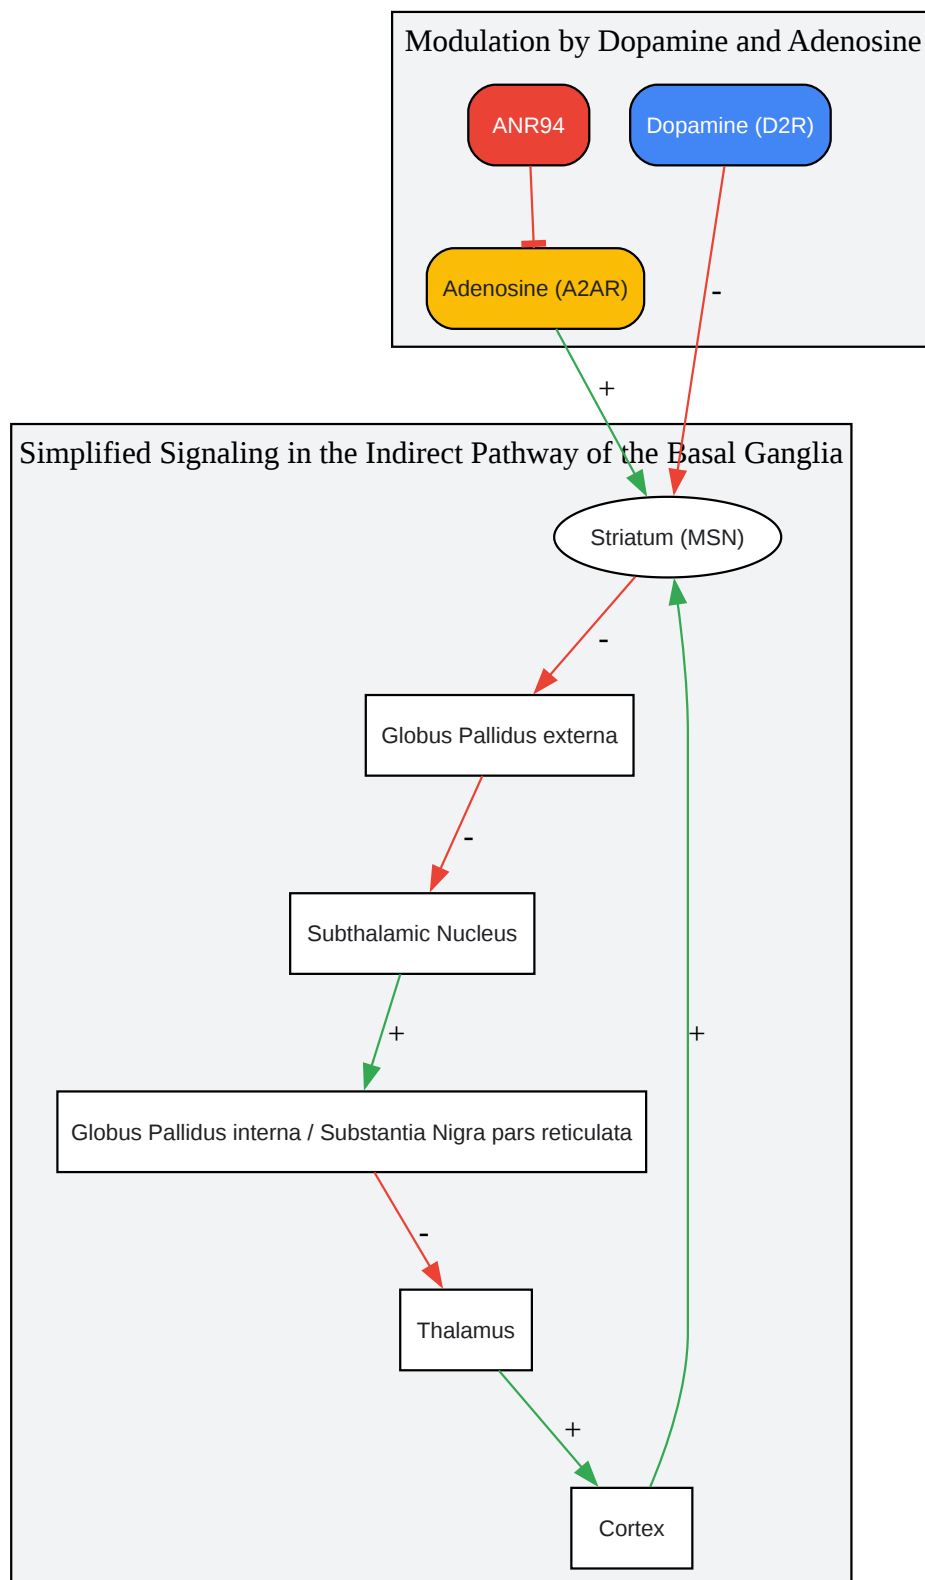 Modulation by Dopamine and Adenosine
ANR94
Dopamine (D2R)
Adenosine (A2AR)
-
+
Simplified Signaling in the Indirect Pathway of the Basal Ganglia
Striatum (MSN)
-
Globus Pallidus externa
-
Subthalamic Nucleus
+
+
Globus Pallidus interna / Substantia Nigra pars reticulata
-
Thalamus
+
Cortex